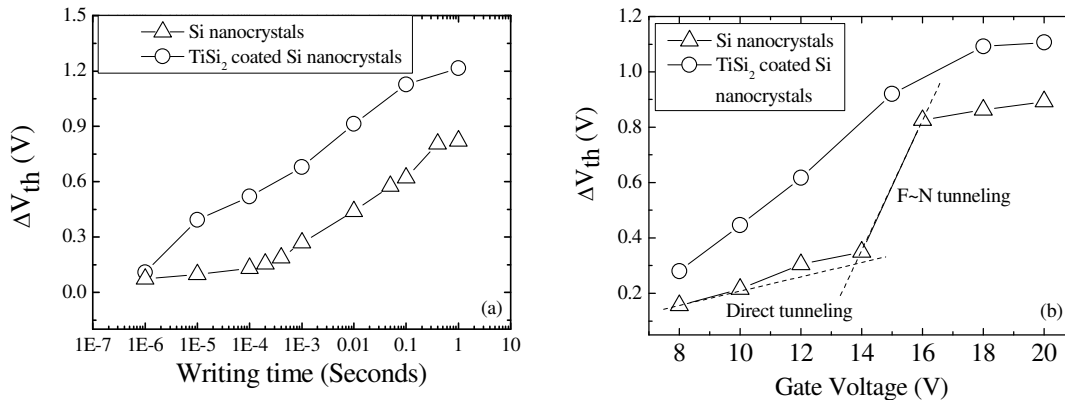 Si nanocrystals
TiSi2 coated Si nanocrystals
1.5
1.2
0.9
0.6
0.3
0.0
ΔVth (V)
(a)
1E-7 1E-6 1E-5 1E-4 1E-3 0.01 0.1 1 10
Writing time (Seconds)
1.2
1.0
0.8
0.6
0.4
0.2
ΔVth (V)
Si nanocrystals
TiSi2 coated Si
nanocrystals
F~N tunneling
Direct tunneling
(b)
8 10 12 14 16 18 20
Gate Voltage (V)